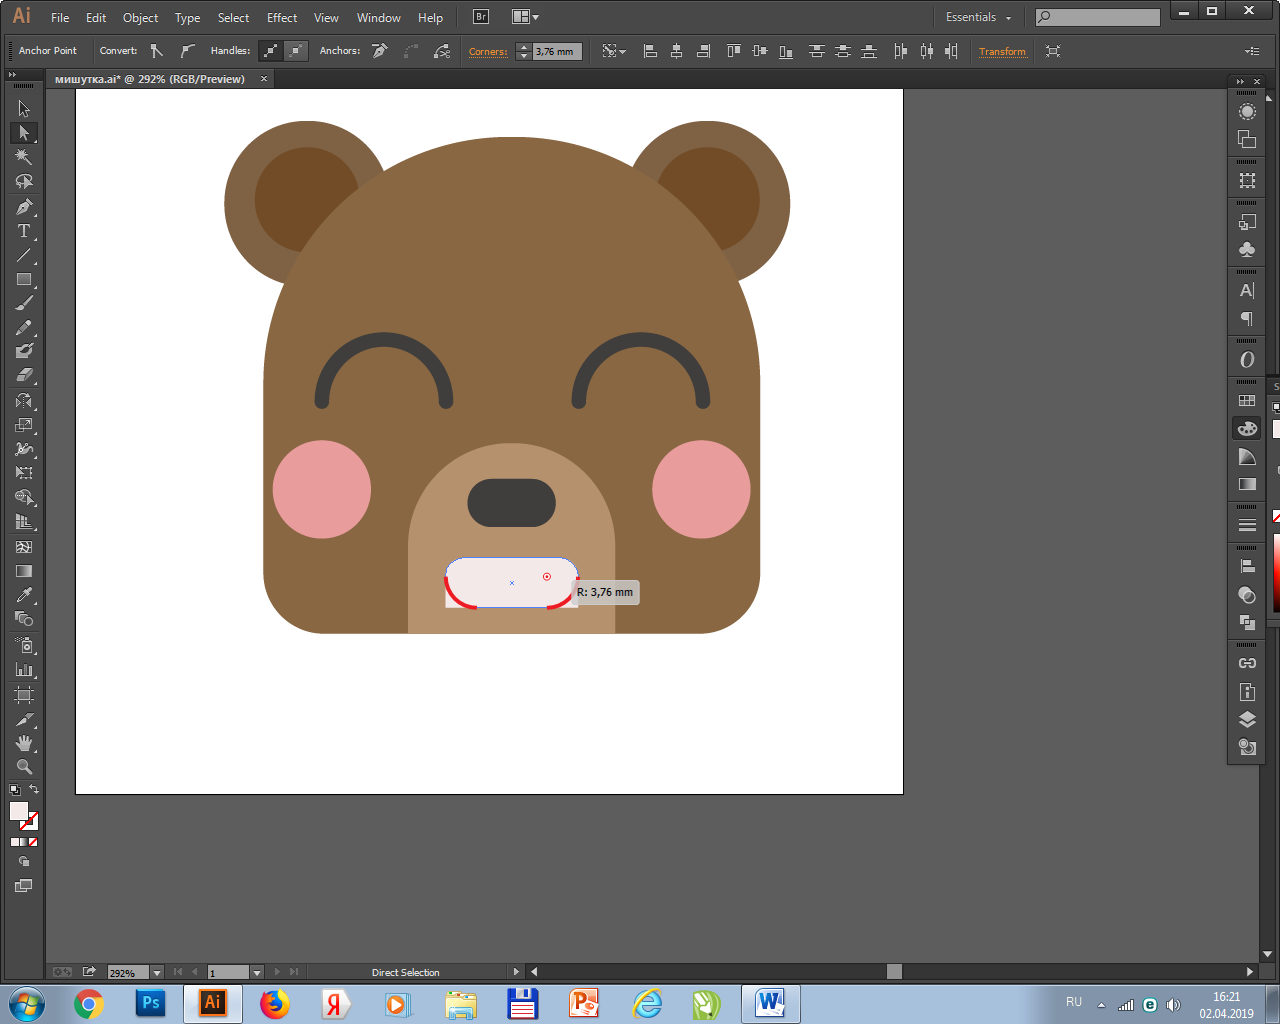 Ai File Edit Object Type Select Effect View Window Help Br Essentials
Anchor Point Convert: Handles: Anchors: Corners: 3,76 mm Transform
мишутка.ai* @ 292% (RGB/Preview) ×
R: 3,76 mm
292% 1 Direct Selection
Ps Ai Я P W RU 16:21
02.04.2019